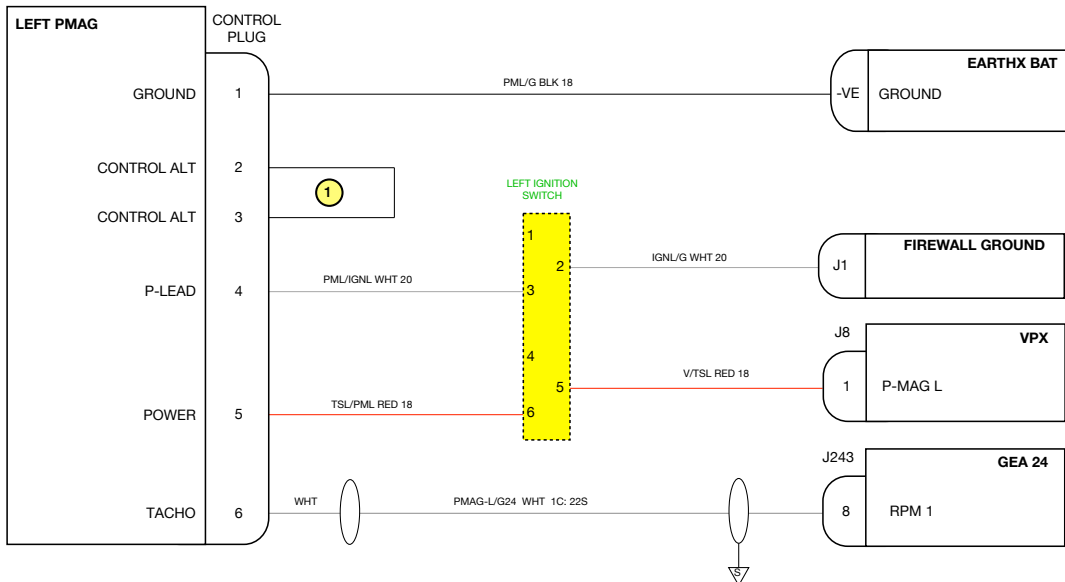 LEFT PMAG
CONTROL
PLUG
EARTHX BAT
GROUND
1
PML/G BLK 18
-VE
GROUND
CONTROL ALT
2
1
CONTROL ALT
3
LEFT IGNITION
SWITCH
1
2
IGNL/G WHT 20
FIREWALL GROUND
J1
P-LEAD
4
PML/IGNL WHT 20
3
J8
VPX
4
5
V/TSL RED 18
1
P-MAG L
POWER
5
TSL/PML RED 18
6
J243
GEA 24
TACHO
6
WHT
PMAG-L/G24 WHT 1C: 22S
8
RPM 1
S